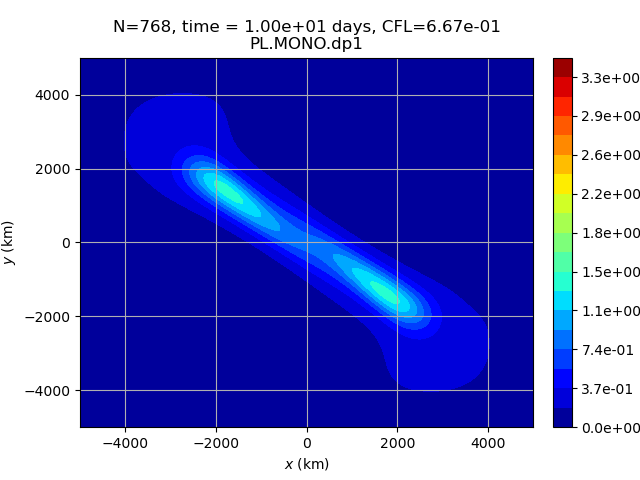 N=768, time = 1.00e+01 days, CFL=6.67e-01
PL.MONO.dp1
4000
2000
0
−2000
−4000
y (km)
−4000 −2000 0 2000 4000
x (km)
3.3e+00
2.9e+00
2.6e+00
2.2e+00
1.8e+00
1.5e+00
1.1e+00
7.4e-01
3.7e-01
0.0e+00